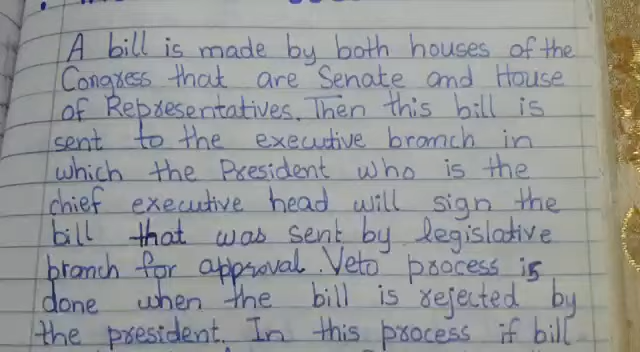 A bill is made by both houses of the
Congress that are Senate and House
of Representatives. Then this bill is
sent to the executive branch in
which the President who is the
chief executive head will sign the
bill that was sent by legislative
branch for approval. Veto process is
done when the bill is rejected by
the president. In this process if bill